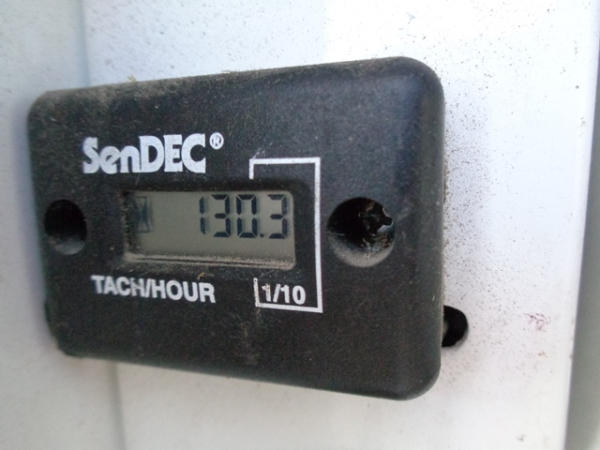 SenDEC®
130.3
TACH/HOUR
1/10